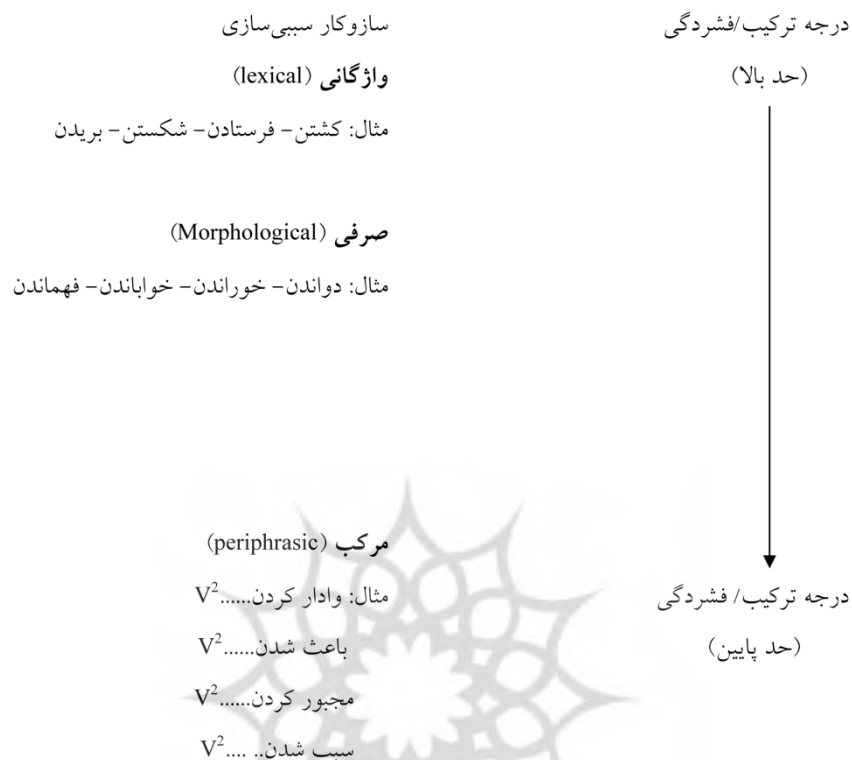 درجه ترکیب/فشردگی سازوکار سببی‌سازی
(حد بالا) واژگانی (lexical)
مثال: کشتن- فرستادن- شکستن- بریدن
صرفی (Morphological)
مثال: دواندن- خوراندن- خواباندن- فهماندن
مرکب (periphrasic)
درجه ترکیب/ فشردگی مثال: وادار کردن......V²
(حد پایین) باعث شدن......V²
مجبور کردن......V²
سبب شدن.. ....V²